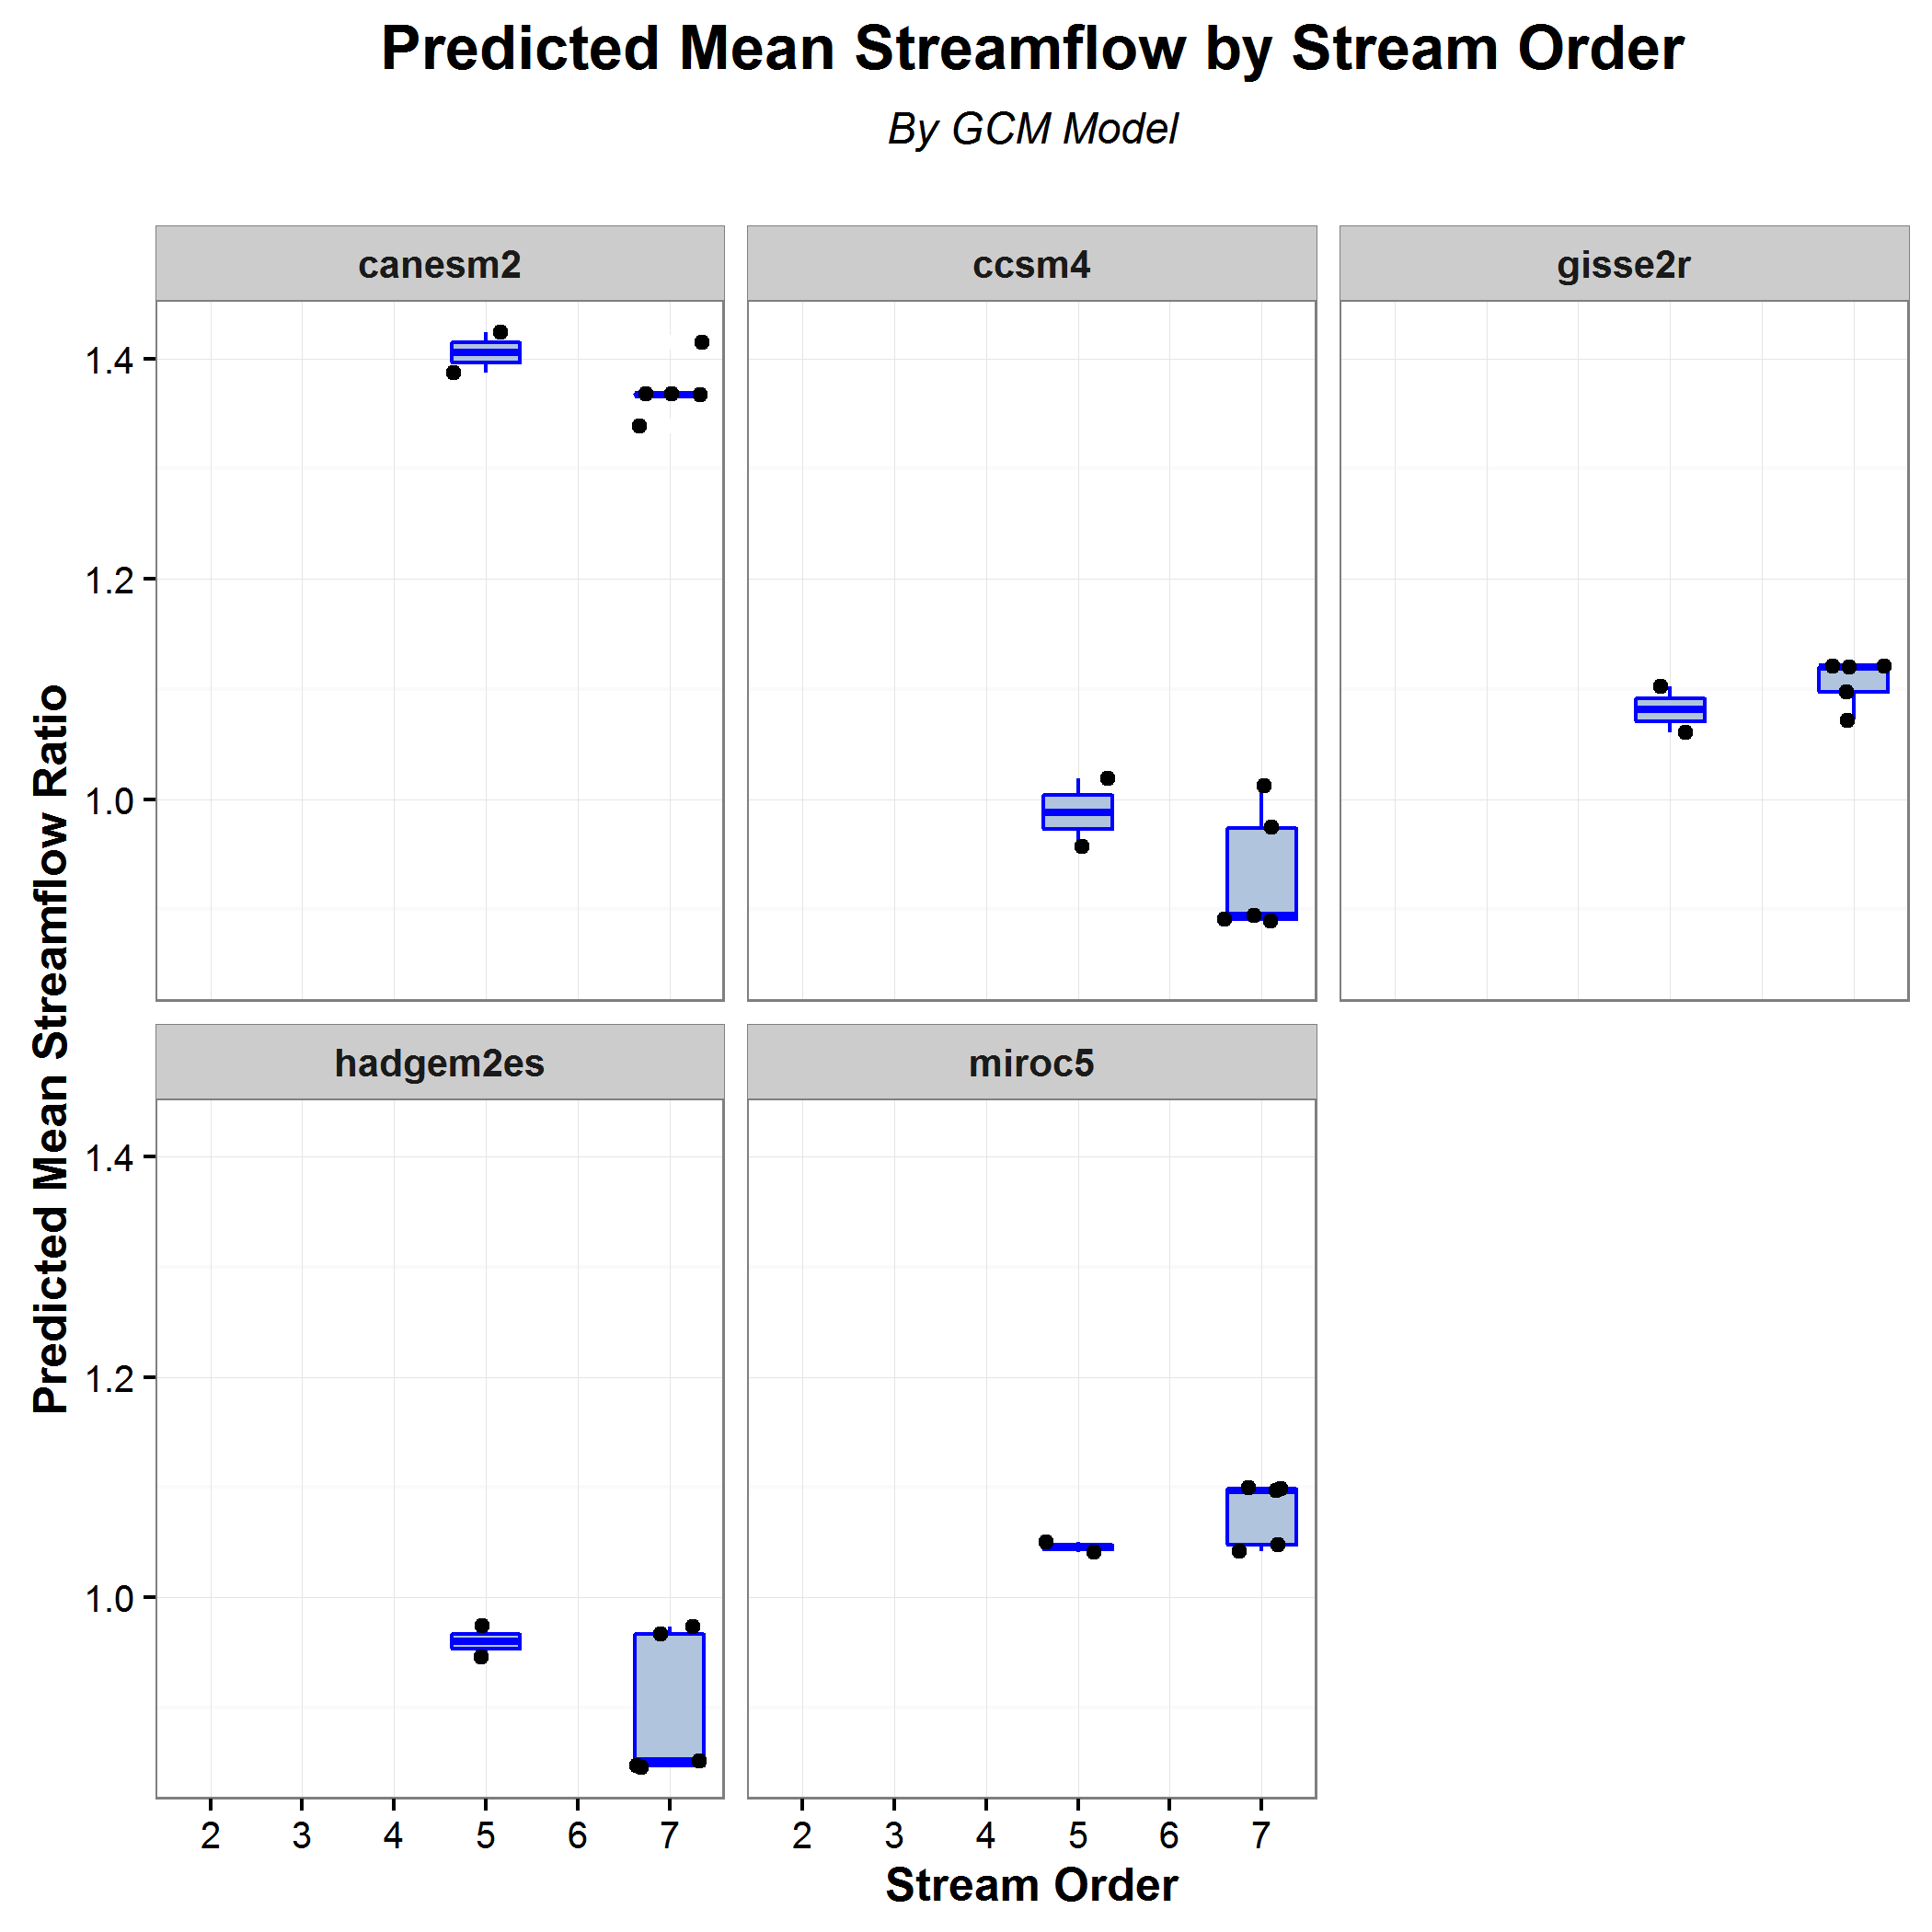 Predicted Mean Streamflow by Stream Order
By GCM Model
canesm2
ccsm4
gisse2r
1.4
1.2
1.0
Predicted Mean Streamflow Ratio
hadgem2es
miroc5
1.4
1.2
1.0
2 3 4 5 6 7
2 3 4 5 6 7
Stream Order